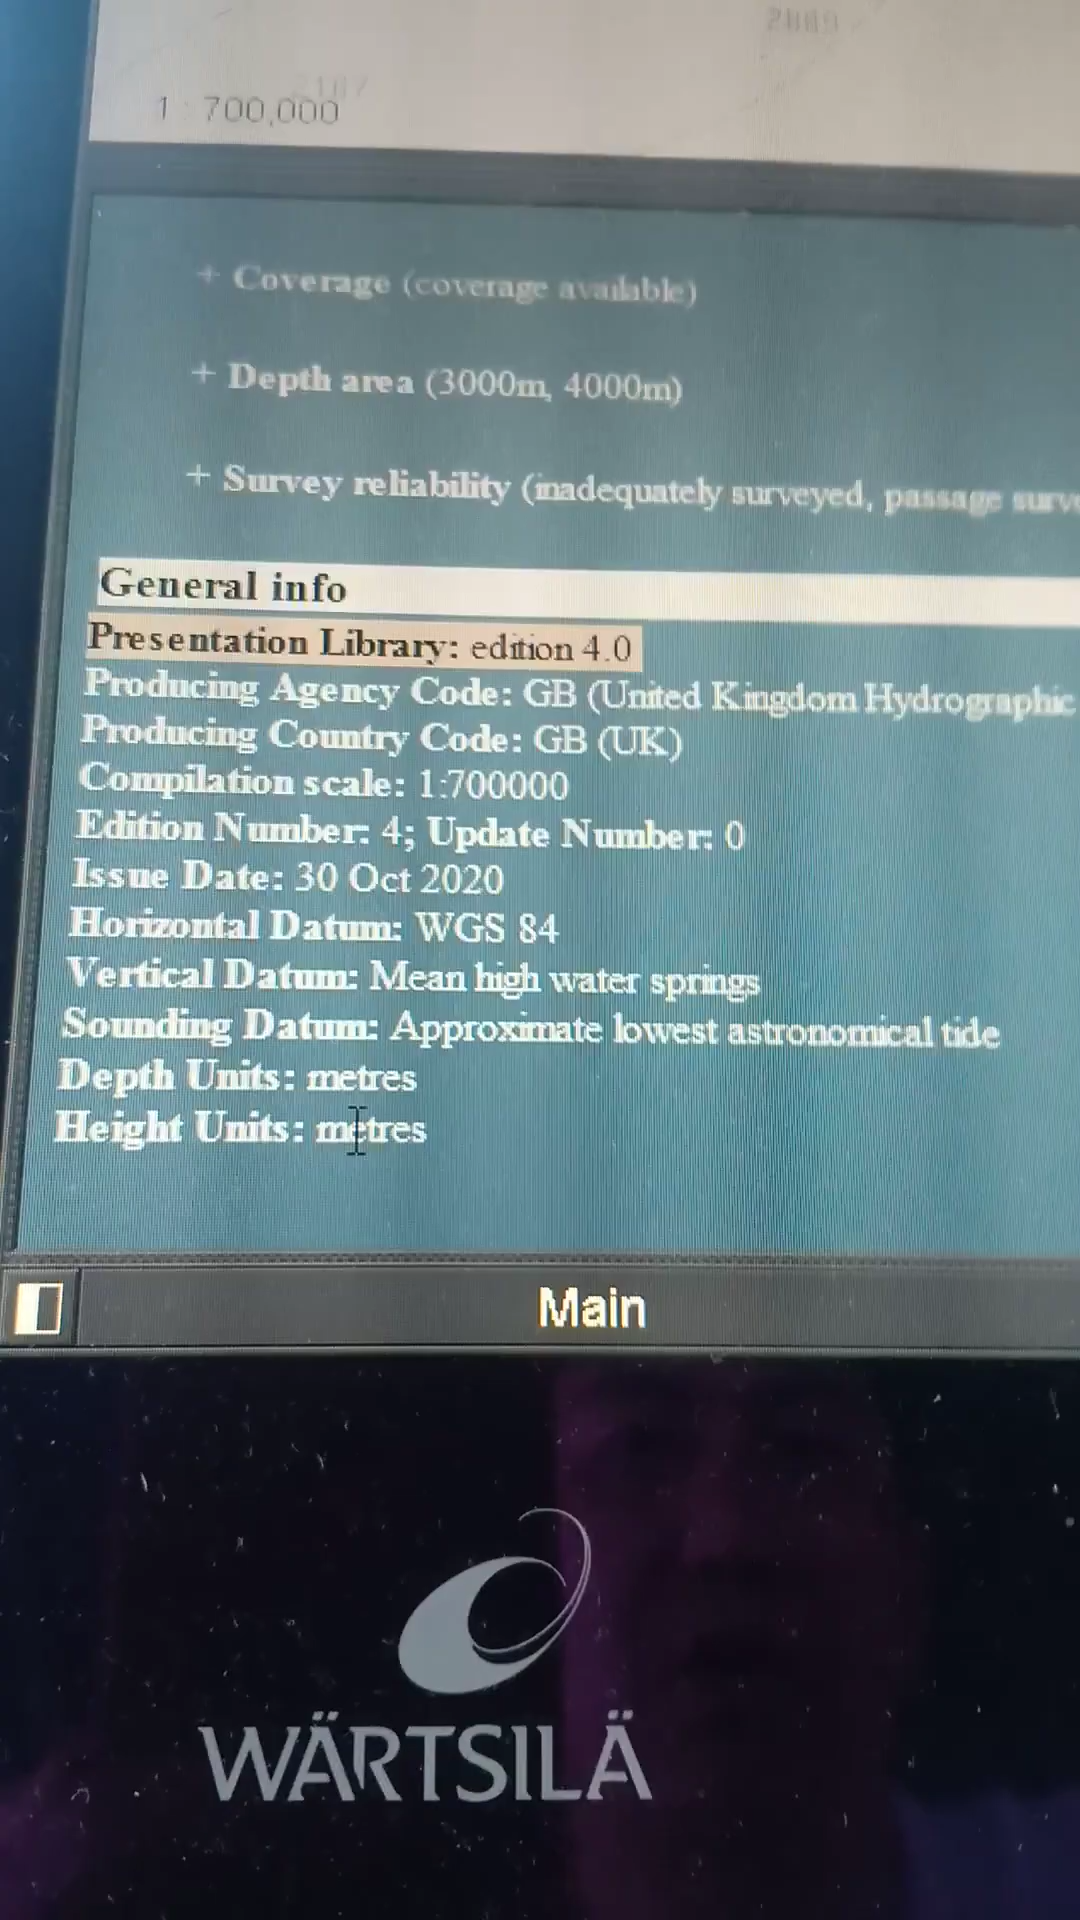 2889
1 : 700,000
+ Coverage (coverage available)
+ Depth area (3000m, 4000m)
+ Survey reliability (inadequately surveyed, passage surve
General info
Presentation Library: edition 4.0
Producing Agency Code: GB (United Kingdom Hydrographic
Producing Country Code: GB (UK)
Compilation scale: 1:700000
Edition Number: 4; Update Number: 0
Issue Date: 30 Oct 2020
Horizontal Datum: WGS 84
Vertical Datum: Mean high water springs
Sounding Datum: Approximate lowest astronomical tide
Depth Units: metres
Height Units: metres
Main
WÄRTSILÄ